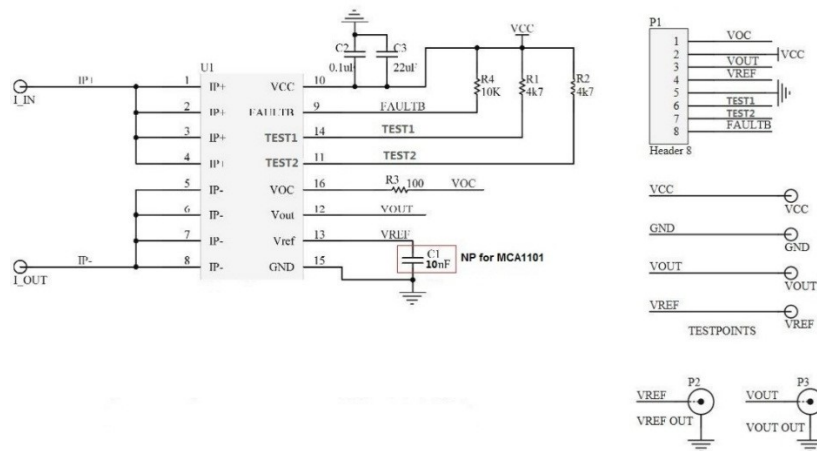 VCC
P1
C2
C3
0.1uF
22uF
U1
R4
10K
R1
4k7
R2
4k7
I_IN
IP+
1 IP+ VCC 10
2 IP+ FAULTB 9 FAULTB
3 IP+ TEST1 14 TEST1
4 IP+ TEST2 11 TEST2
5 IP- VOC 16 R3 100 VOC
6 IP- Vout 12 VOUT
7 IP- Vref 13 VREF
8 IP- GND 15
I_OUT
IP-
C1
10nF
NP for MCA1101
1 VOC
2 VCC
3 VOUT
4 VREF
5
6 TEST1
7 TEST2
8 FAULTB
Header 8
VCC VCC
GND GND
VOUT VOUT
VREF VREF
TESTPOINTS
P2
VREF
VREF OUT
P3
VOUT
VOUT OUT